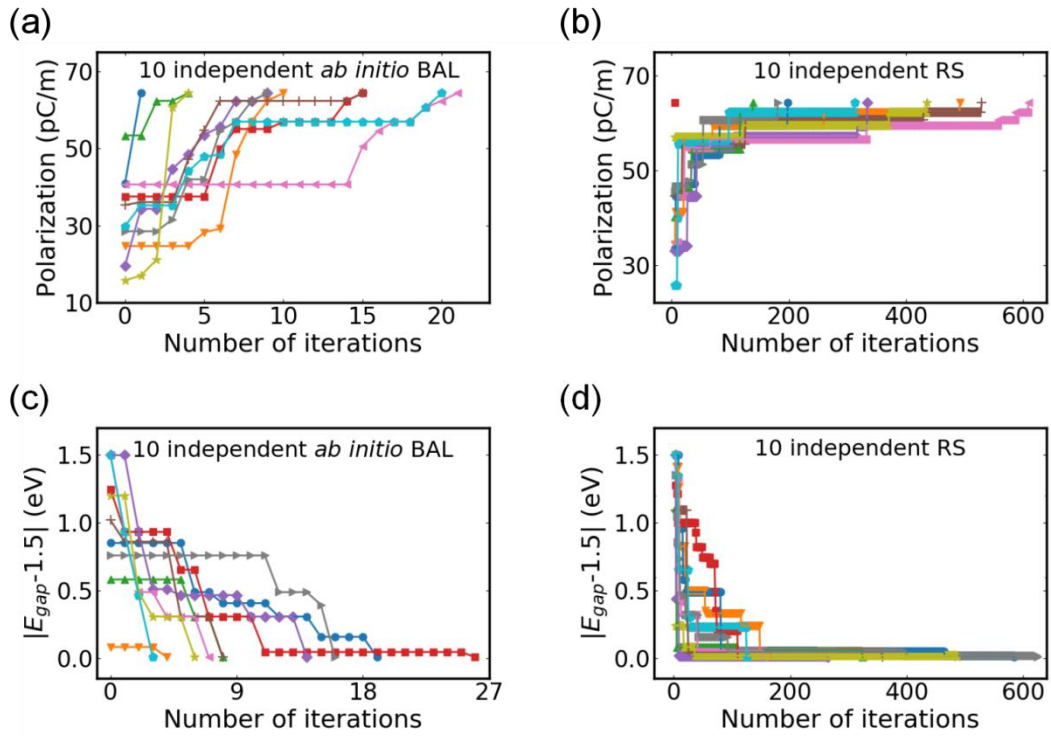 (a)
10 independent ab initio BAL
Polarization (pC/m)
70
50
30
10
0 5 10 15 20
Number of iterations
(b)
10 independent RS
Polarization (pC/m)
70
50
30
0 200 400 600
Number of iterations
(c)
10 independent ab initio BAL
|E_gap-1.5| (eV)
1.5
1.0
0.5
0.0
0 9 18 27
Number of iterations
(d)
10 independent RS
|E_gap-1.5| (eV)
1.5
1.0
0.5
0.0
0 200 400 600
Number of iterations